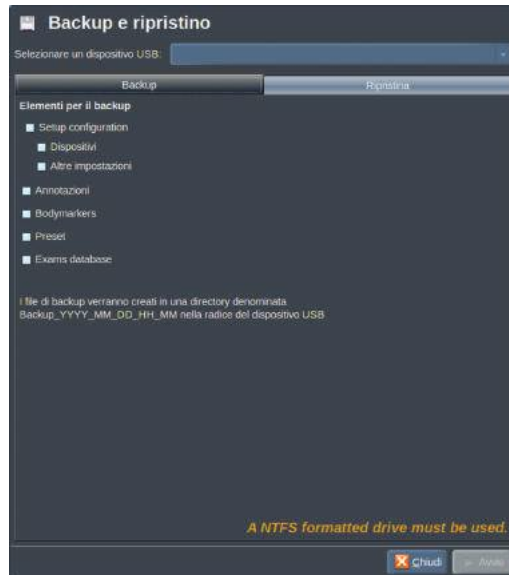 Backup e ripristino
Selezionare un dispositivo USB:
Backup
Ripristina
Elementi per il backup
Setup configuration
Dispositivi
Altre impostazioni
Annotazioni
Bodymarkers
Preset
Exams database
I file di backup verranno creati in una directory denominata
Backup_YYYY_MM_DD_HH_MM nella radice del dispositivo USB
A NTFS formatted drive must be used.
Chiudi
Avvio